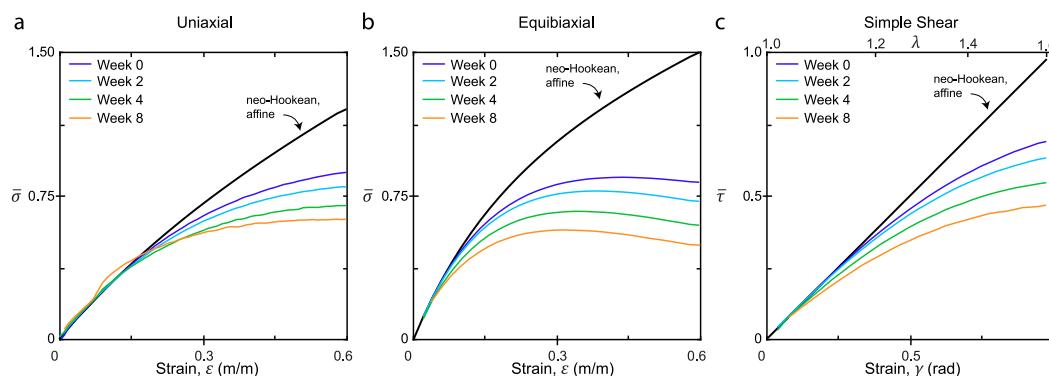 a
Uniaxial
1.50
Week 0
Week 2
Week 4
Week 8
neo-Hookean,
affine
σ̄
0.75
0
0
0.3
0.6
Strain, ε (m/m)
b
Equibiaxial
1.50
Week 0
Week 2
Week 4
Week 8
neo-Hookean,
affine
σ̄
0.75
0
0
0.3
0.6
Strain, ε (m/m)
c
Simple Shear
1.0
1.2
λ
1.4
1.0
Week 0
Week 2
Week 4
Week 8
neo-Hookean,
affine
τ̄
0.5
0
0
0.5
Strain, γ (rad)